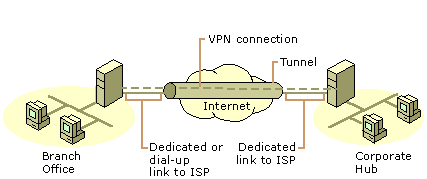 VPN connection
Tunnel
Internet
Branch
Office
Dedicated or
dial-up
link to ISP
Dedicated
link to ISP
Corporate
Hub